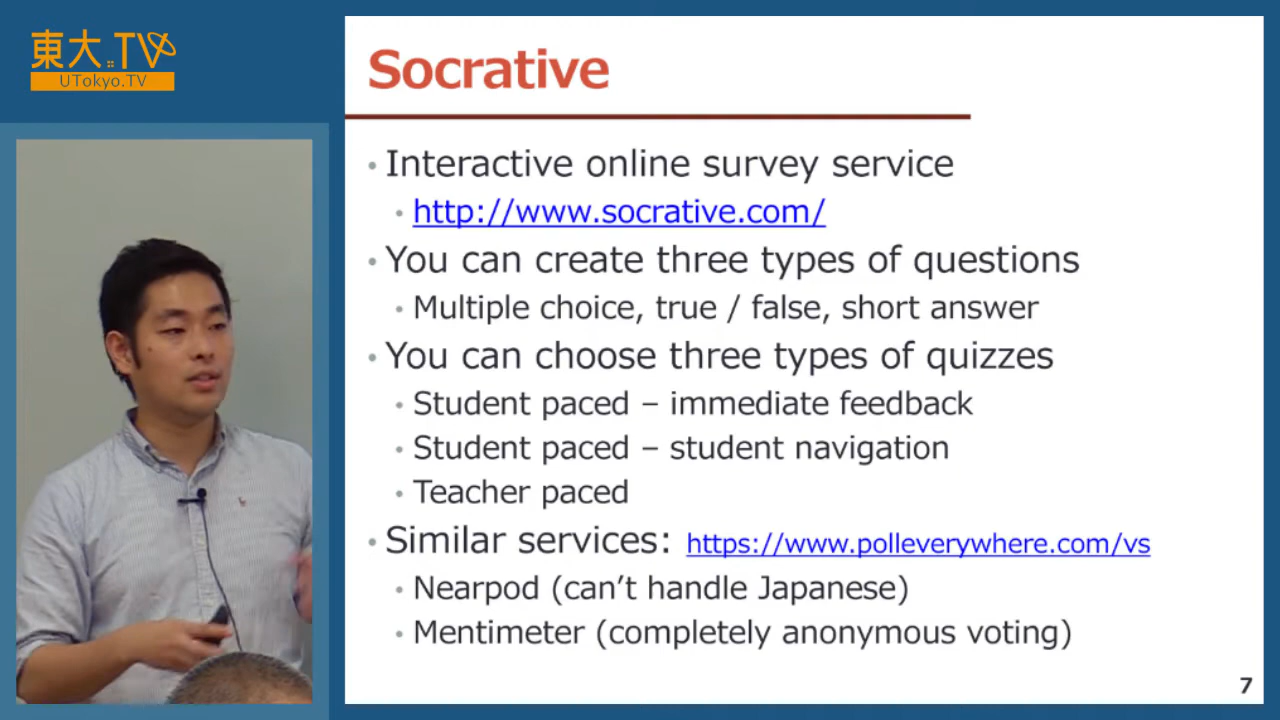 東大.TV
UTokyo.TV
Socrative
• Interactive online survey service
• http://www.socrative.com/
• You can create three types of questions
• Multiple choice, true / false, short answer
• You can choose three types of quizzes
• Student paced – immediate feedback
• Student paced – student navigation
• Teacher paced
• Similar services: https://www.polleverywhere.com/vs
• Nearpod (can’t handle Japanese)
• Mentimeter (completely anonymous voting)
7